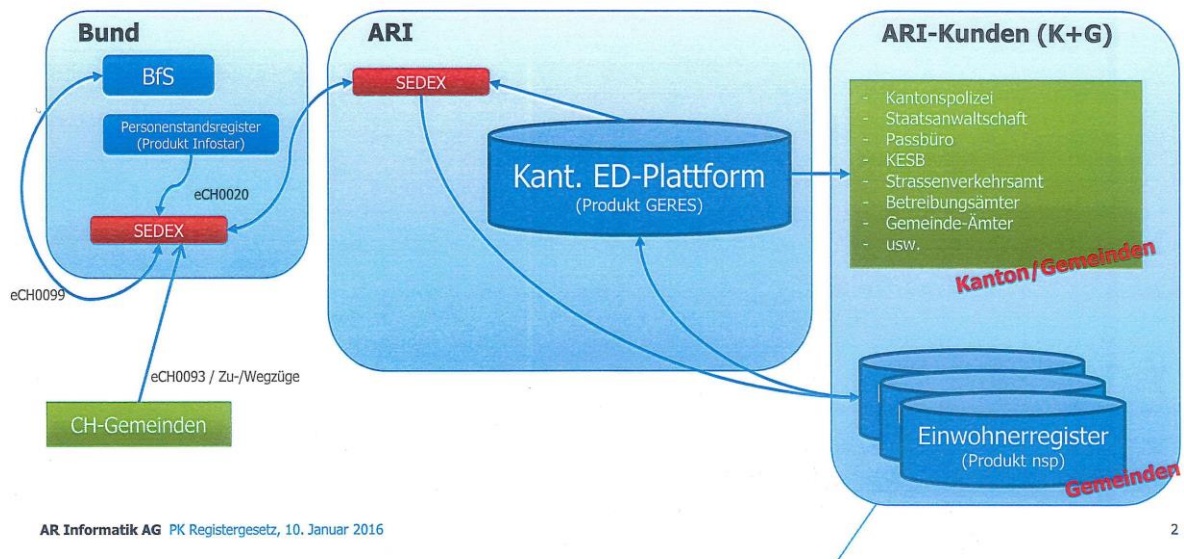 Bund
BfS
Personenstandsregister
(Produkt Infostar)
eCH0020
SEDEX
eCH0099
eCH0093 / Zu-/Wegzüge
CH-Gemeinden
ARI
SEDEX
Kant. ED-Plattform
(Produkt GERES)
ARI-Kunden (K+G)
- Kantonspolizei
- Staatsanwaltschaft
- Passbüro
- KESB
- Strassenverkehrsamt
- Betreibungsämter
- Gemeinde-Ämter
- usw.
Kanton/Gemeinden
Einwohnerregister
(Produkt nsp)
Gemeinden
AR Informatik AG PK Registergesetz, 10. Januar 2016
2